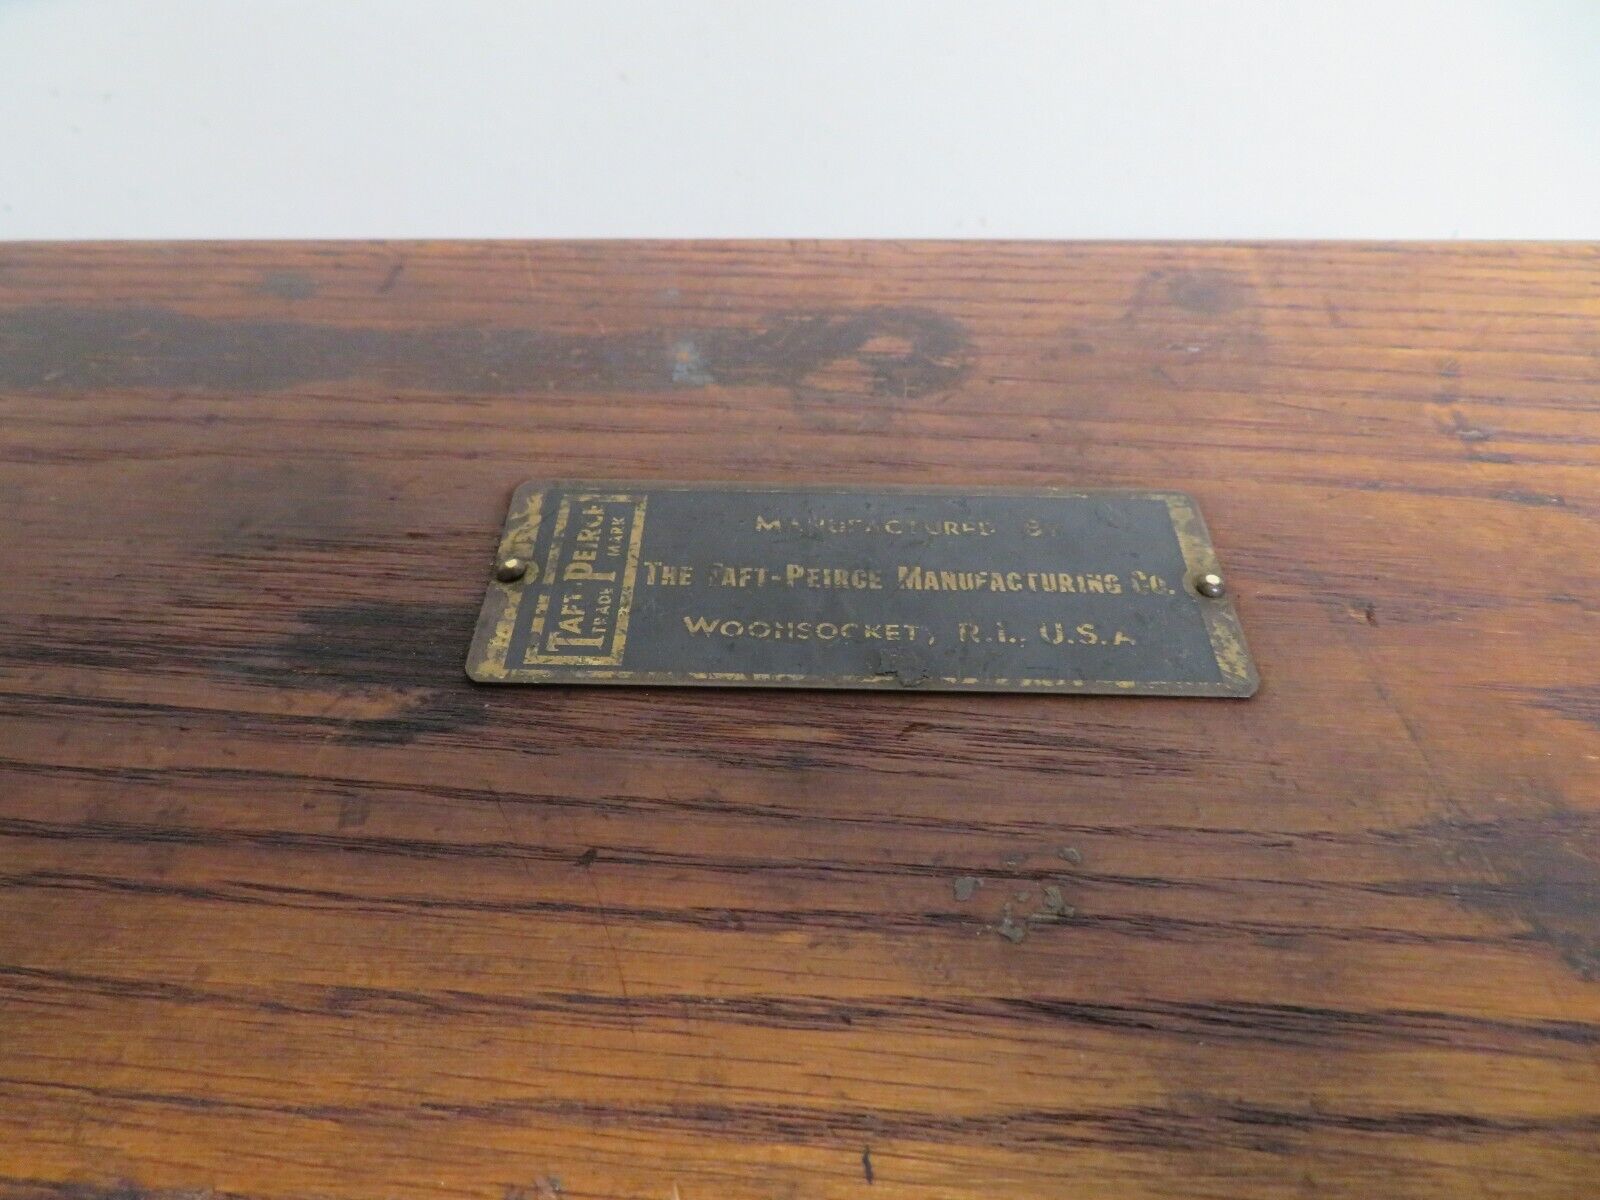 TAFT-PEIRCE
TRADE MARK
MANUFACTURED BY
THE TAFT-PEIRCE MANUFACTURING CO.
WOONSOCKET, R.I., U.S.A